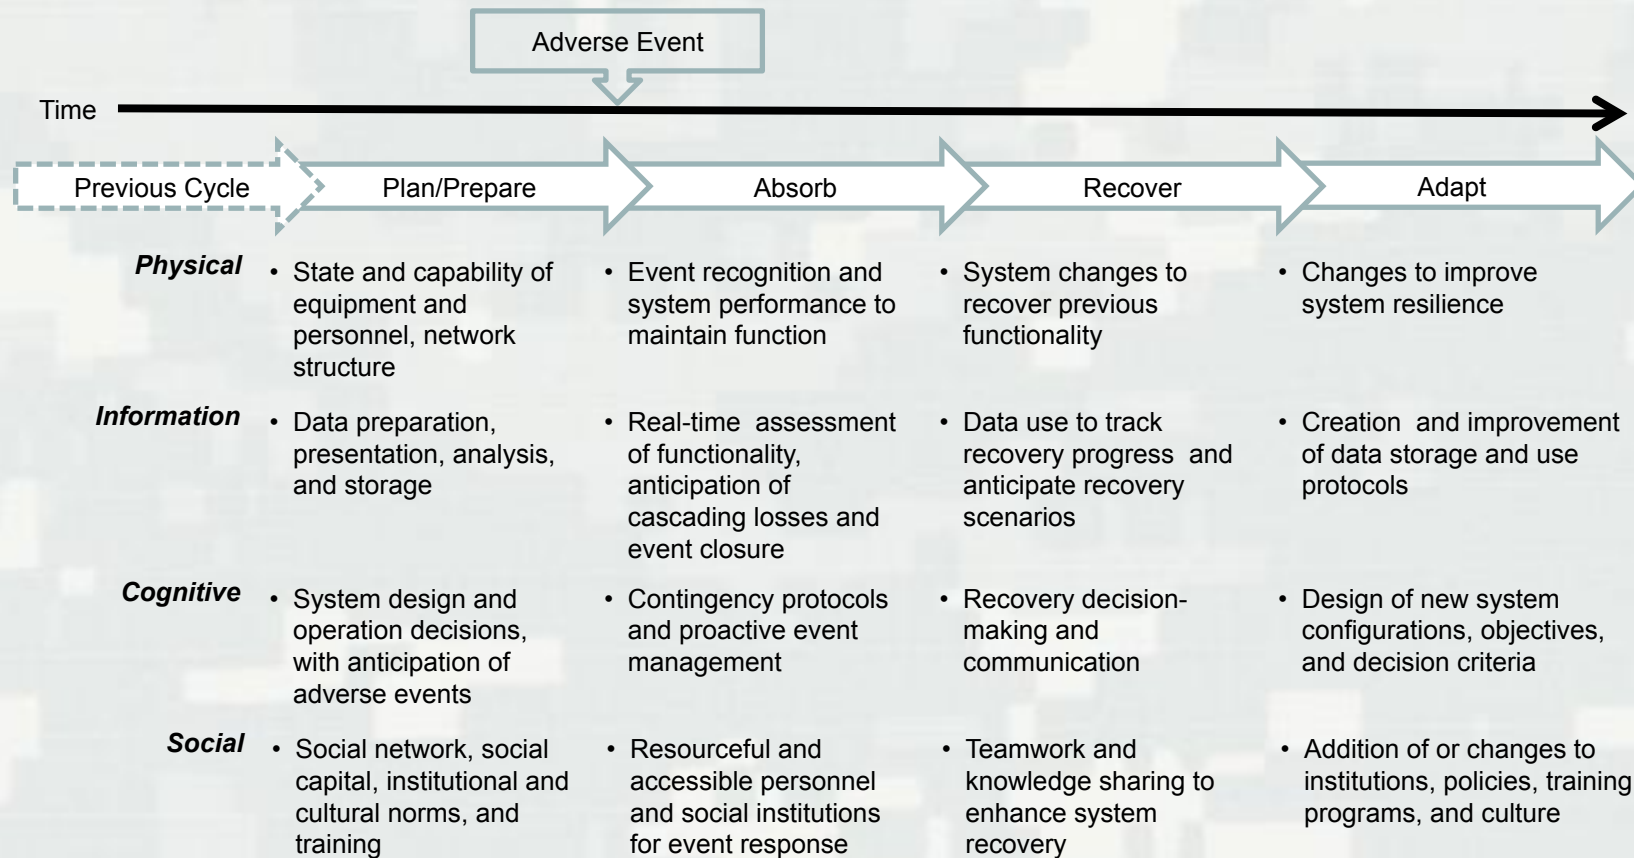 Adverse Event
Time
Previous Cycle
Plan/Prepare
Absorb
Recover
Adapt
Physical
• State and capability of
equipment and
personnel, network
structure
• Event recognition and
system performance to
maintain function
• System changes to
recover previous
functionality
• Changes to improve
system resilience
Information
• Data preparation,
presentation, analysis,
and storage
• Real-time assessment
of functionality,
anticipation of
cascading losses and
event closure
• Data use to track
recovery progress and
anticipate recovery
scenarios
• Creation and improvement
of data storage and use
protocols
Cognitive
• System design and
operation decisions,
with anticipation of
adverse events
• Contingency protocols
and proactive event
management
• Recovery decision-
making and
communication
• Design of new system
configurations, objectives,
and decision criteria
Social
• Social network, social
capital, institutional and
cultural norms, and
training
• Resourceful and
accessible personnel
and social institutions
for event response
• Teamwork and
knowledge sharing to
enhance system
recovery
• Addition of or changes to
institutions, policies, training
programs, and culture